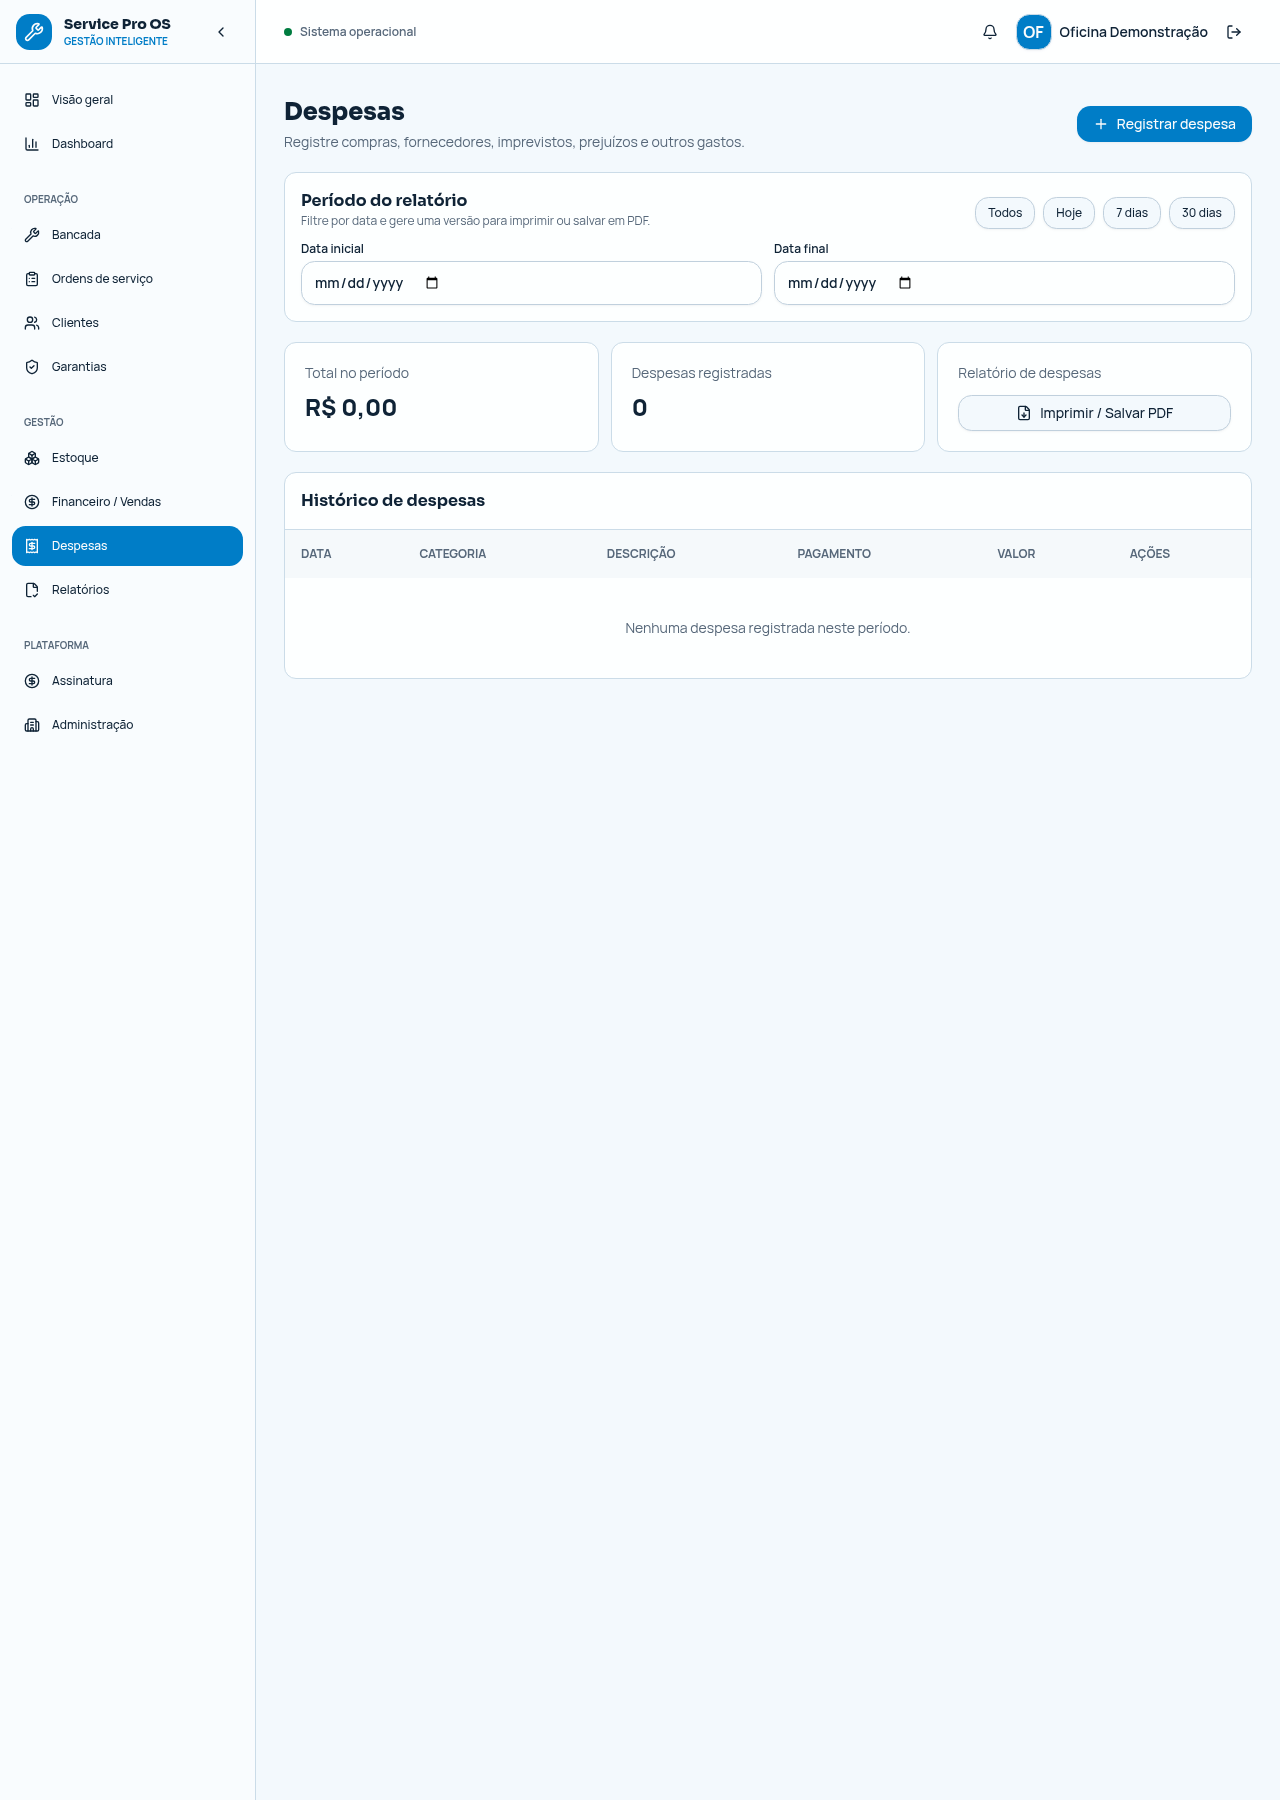 Service Pro OS
GESTÃO INTELIGENTE
Sistema operacional
OF
Oficina Demonstração
Visão geral
Dashboard
OPERAÇÃO
Bancada
Ordens de serviço
Clientes
Garantias
GESTÃO
Estoque
Financeiro / Vendas
Despesas
Relatórios
PLATAFORMA
Assinatura
Administração
Despesas
Registre compras, fornecedores, imprevistos, prejuízos e outros gastos.
Registrar despesa
Período do relatório
Filtre por data e gere uma versão para imprimir ou salvar em PDF.
Todos
Hoje
7 dias
30 dias
Data inicial
mm/dd/yyyy
Data final
mm/dd/yyyy
Total no período
R$ 0,00
Despesas registradas
0
Relatório de despesas
Imprimir / Salvar PDF
Histórico de despesas
DATA CATEGORIA DESCRIÇÃO PAGAMENTO VALOR AÇÕES
Nenhuma despesa registrada neste período.